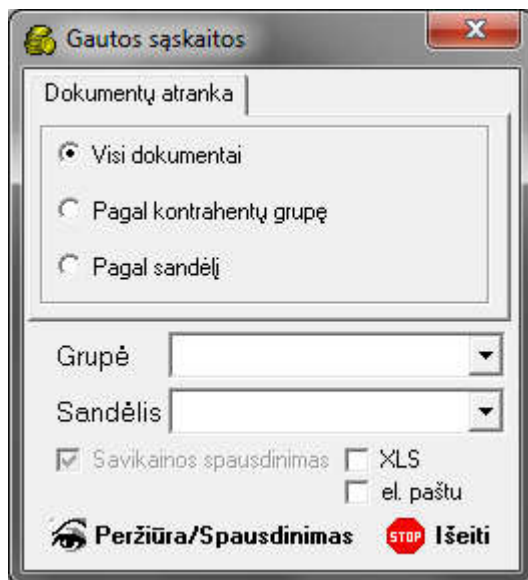 Gautos sąskaitos
Dokumentų atranka
Visi dokumentai
Pagal kontrahentų grupę
Pagal sandėlį
Grupė
Sandėlis
Savikainos spausdinimas XLS
el. paštu
Peržiūra/Spausdinimas STOP Išeiti